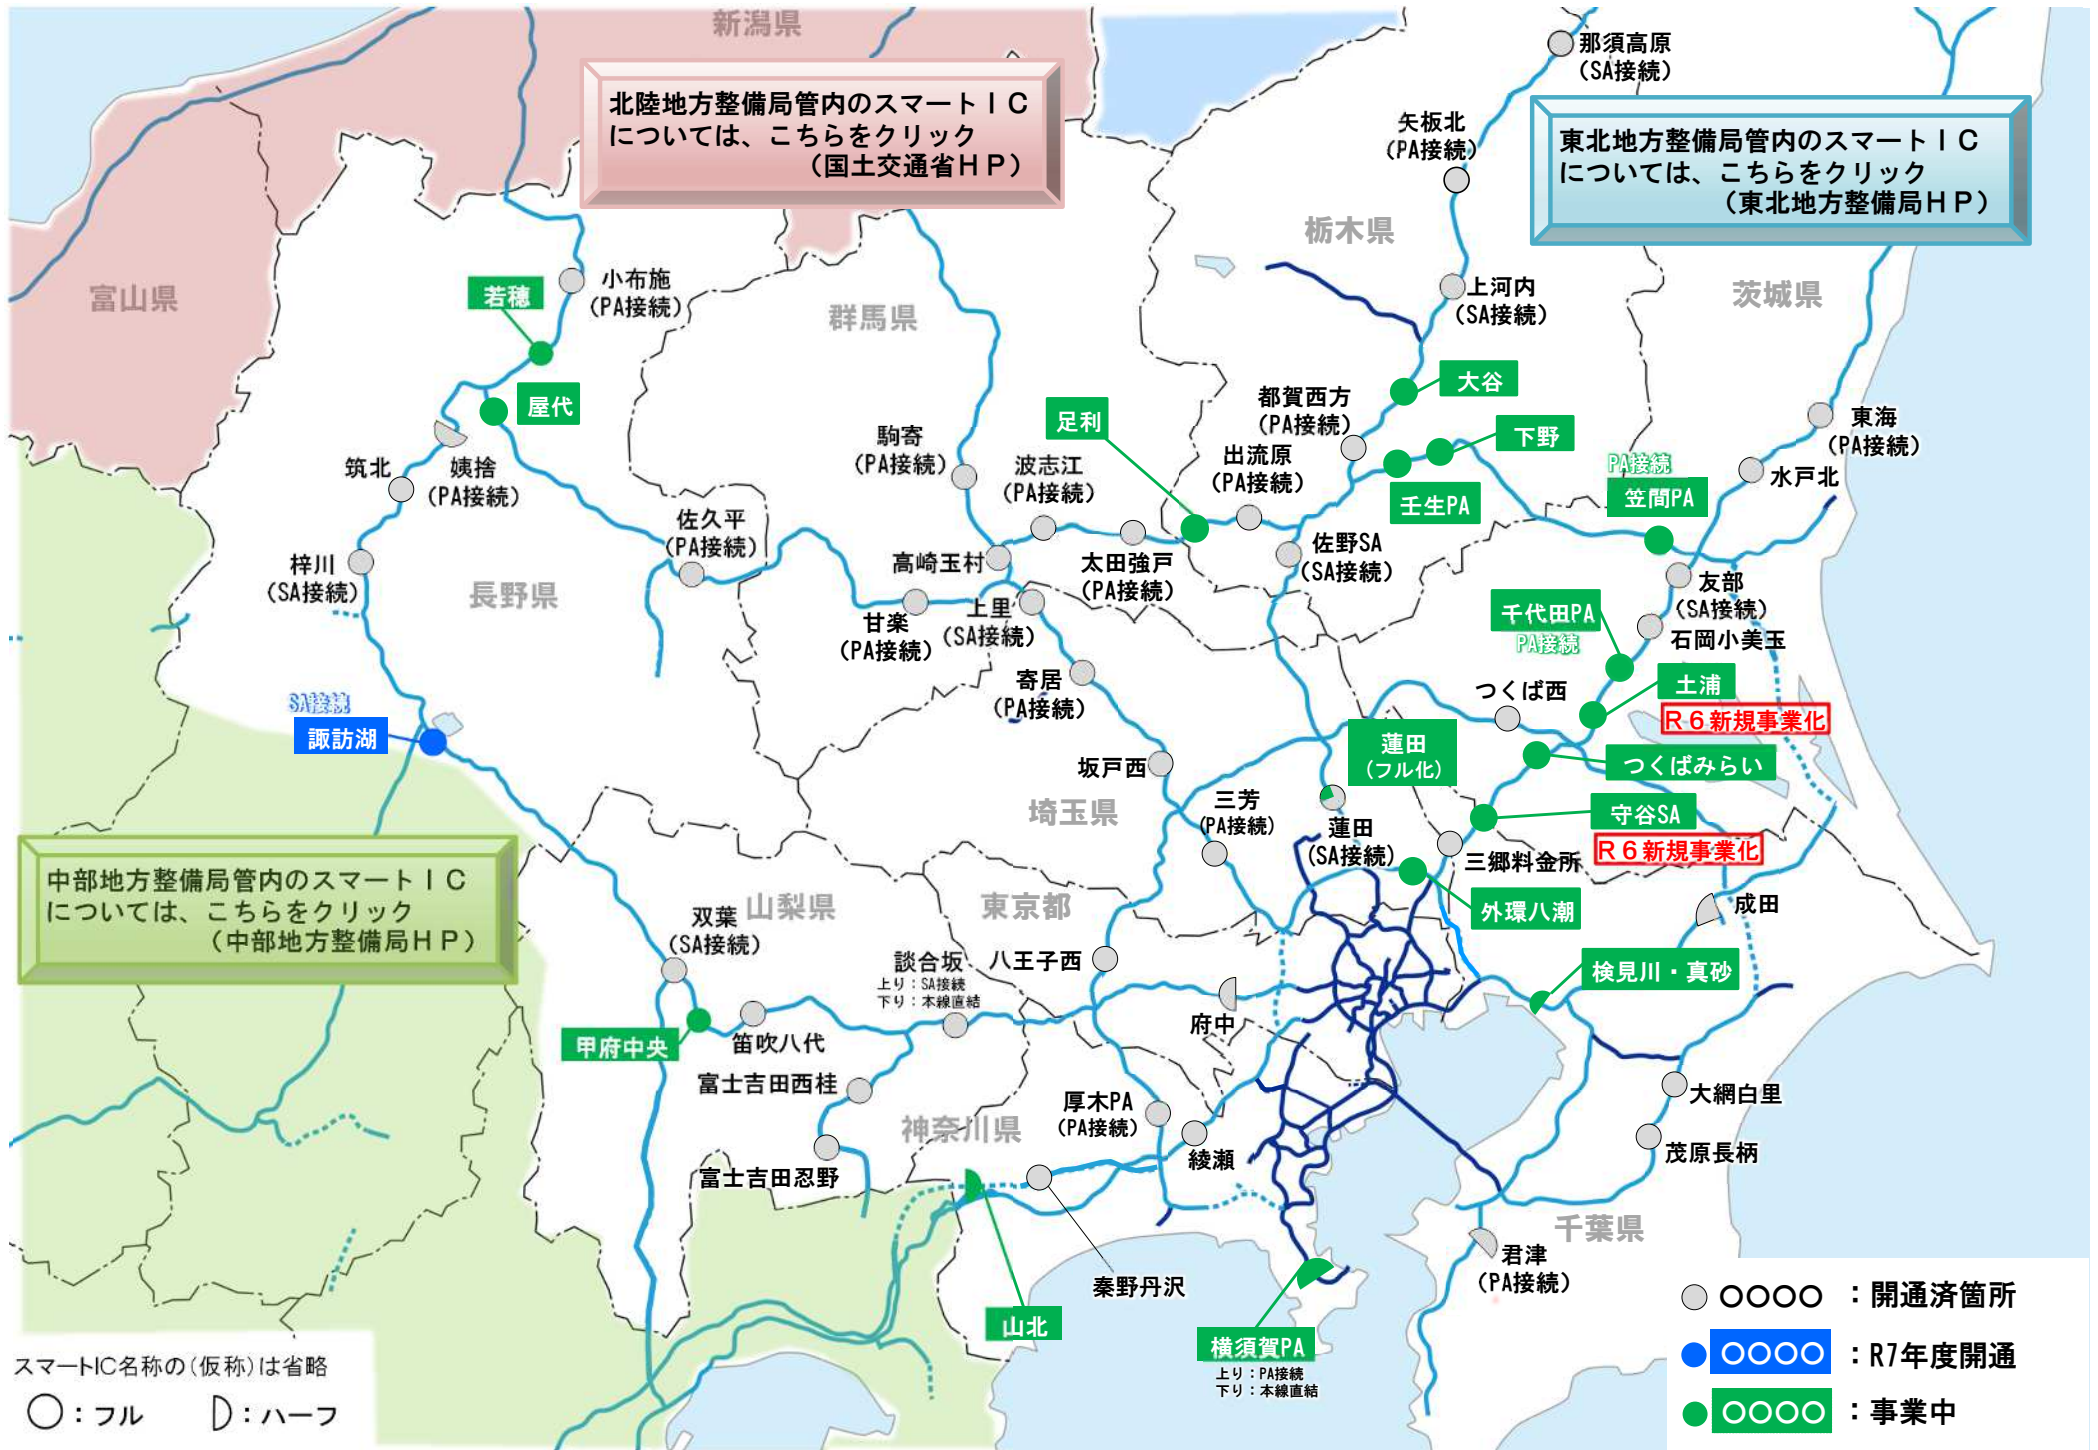 新潟県
那須高原
(SA接続)
北陸地方整備局管内のスマートＩＣ
については、こちらをクリック
（国土交通省ＨＰ）
矢板北
(PA接続)
東北地方整備局管内のスマートＩＣ
については、こちらをクリック
（東北地方整備局ＨＰ）
栃木県
富山県
若穂
小布施
(PA接続)
群馬県
上河内
(SA接続)
茨城県
屋代
大谷
都賀西方
(PA接続)
足利
下野
東海
(PA接続)
駒寄
(PA接続)
波志江
(PA接続)
出流原
(PA接続)
壬生PA
PA接続
笠間PA
水戸北
筑北
姨捨
(PA接続)
佐久平
(PA接続)
高崎玉村
太田強戸
(PA接続)
佐野SA
(SA接続)
梓川
(SA接続)
長野県
甘楽
(PA接続)
上里
(SA接続)
友部
(SA接続)
千代田PA
PA接続
石岡小美玉
寄居
(PA接続)
つくば西
土浦
Ｒ６新規事業化
SA接続
諏訪湖
蓮田
(フル化)
坂戸西
つくばみらい
埼玉県
三芳
(PA接続)
蓮田
(SA接続)
守谷SA
Ｒ６新規事業化
三郷料金所
中部地方整備局管内のスマートＩＣ
については、こちらをクリック
（中部地方整備局ＨＰ）
双葉
(SA接続)
山梨県
東京都
外環八潮
成田
談合坂
上り：SA接続
下り：本線直結
八王子西
検見川・真砂
府中
甲府中央
笛吹八代
富士吉田西桂
厚木PA
(PA接続)
大網白里
神奈川県
綾瀬
茂原長柄
富士吉田忍野
千葉県
君津
(PA接続)
秦野丹沢
山北
横須賀PA
上り：PA接続
下り：本線直結
スマートIC名称の(仮称)は省略
○：フル D：ハーフ
○○○○：開通済箇所
○○○○：R7年度開通
○○○○：事業中